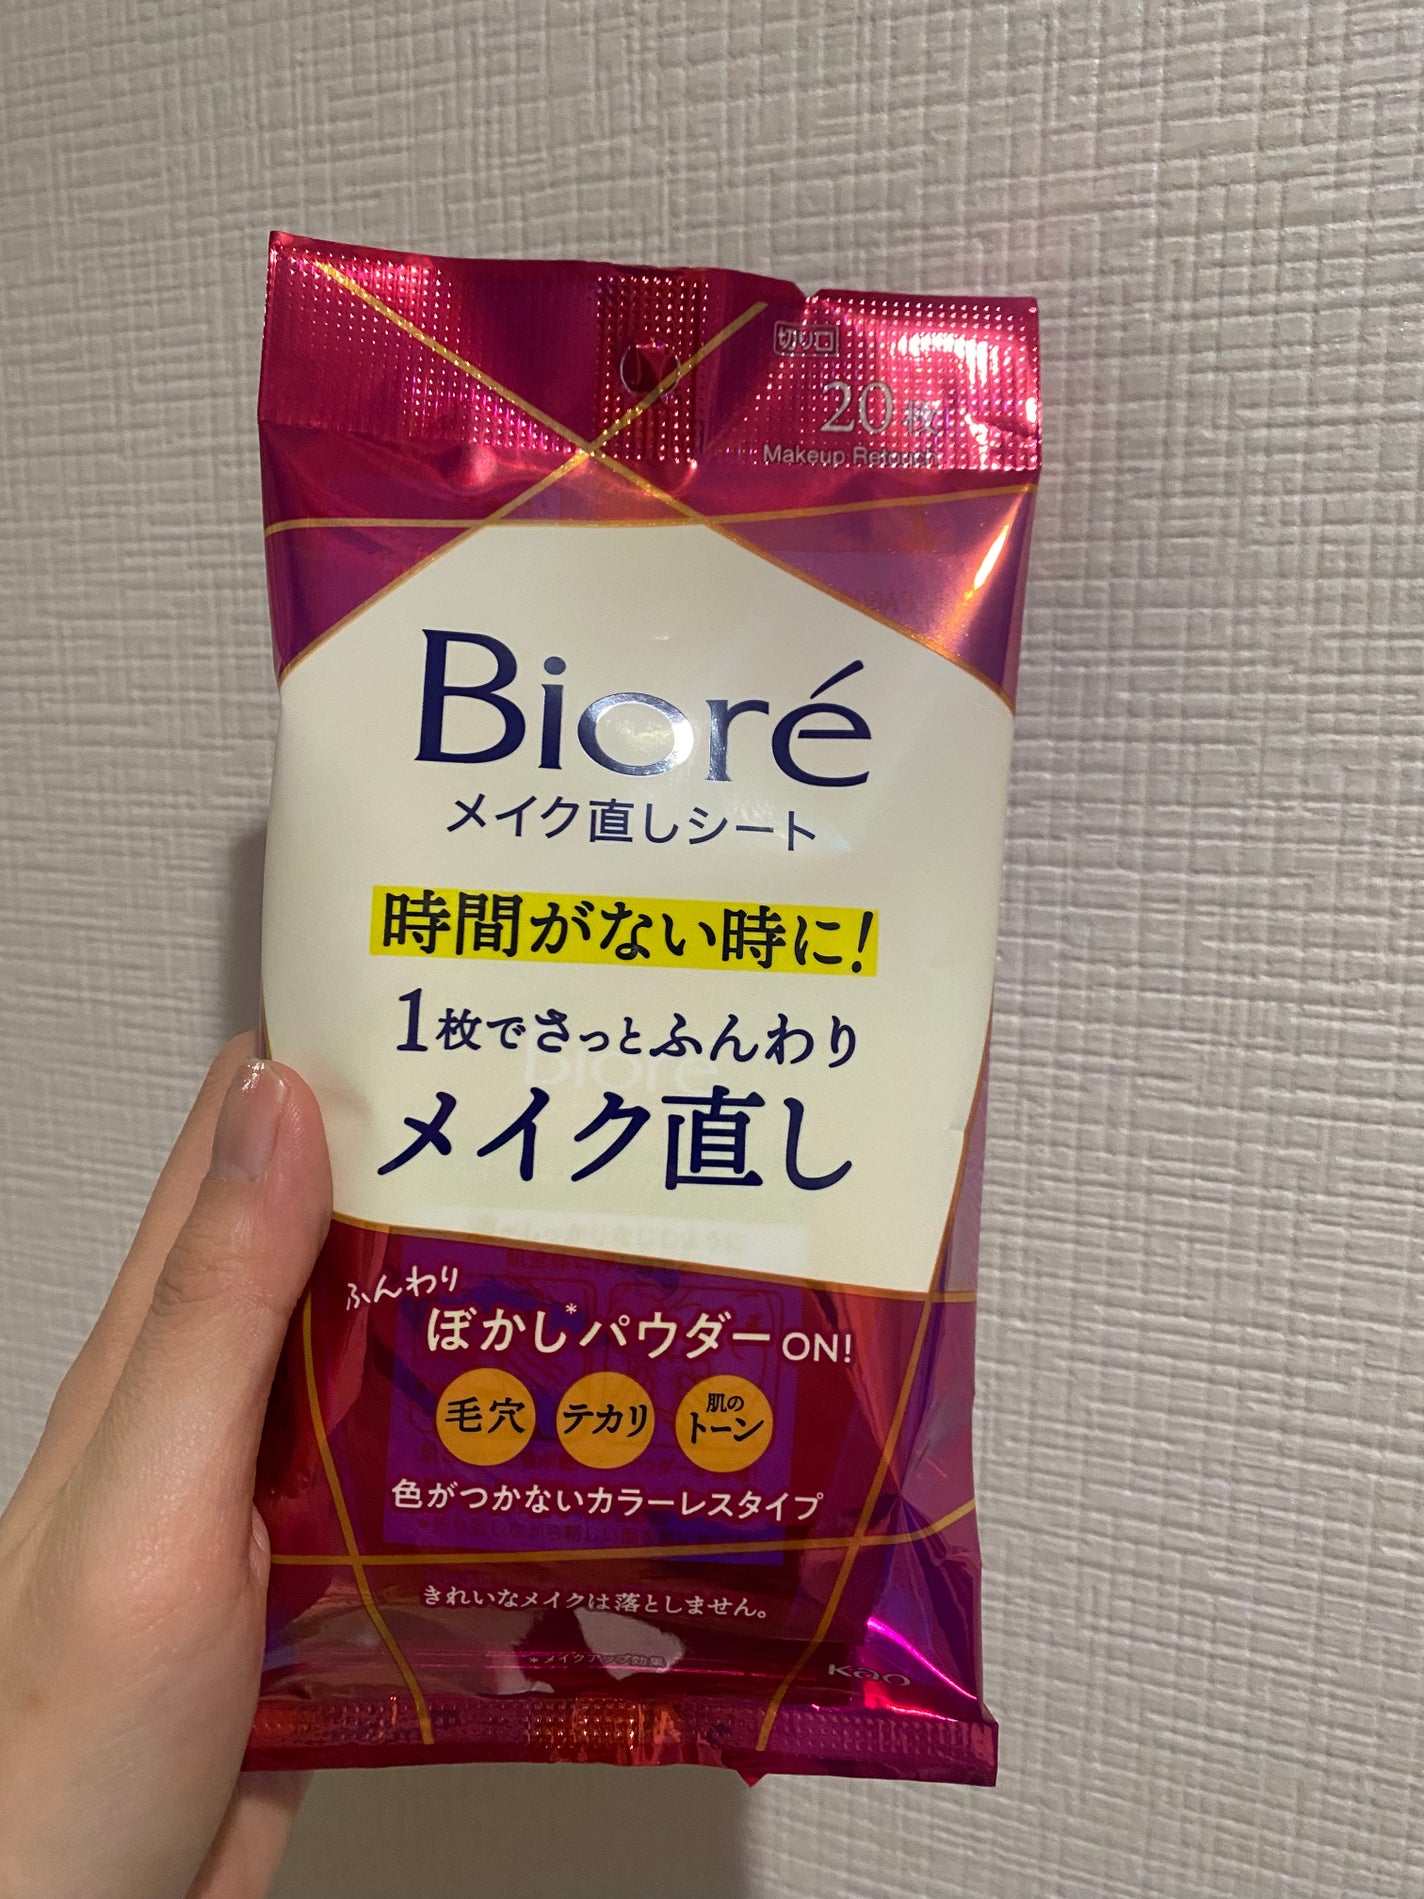 切り口
20枚
Makeup Retouch
Bioré
メイク直しシート
時間がない時に!
1枚でさっとふんわり
メイク直し
ふんわり
ぼかし*パウダーON!
毛穴 テカリ 肌のトーン
色がつかないカラーレスタイプ
きれいなメイクは落としません。
*メイクアップ効果
Kao